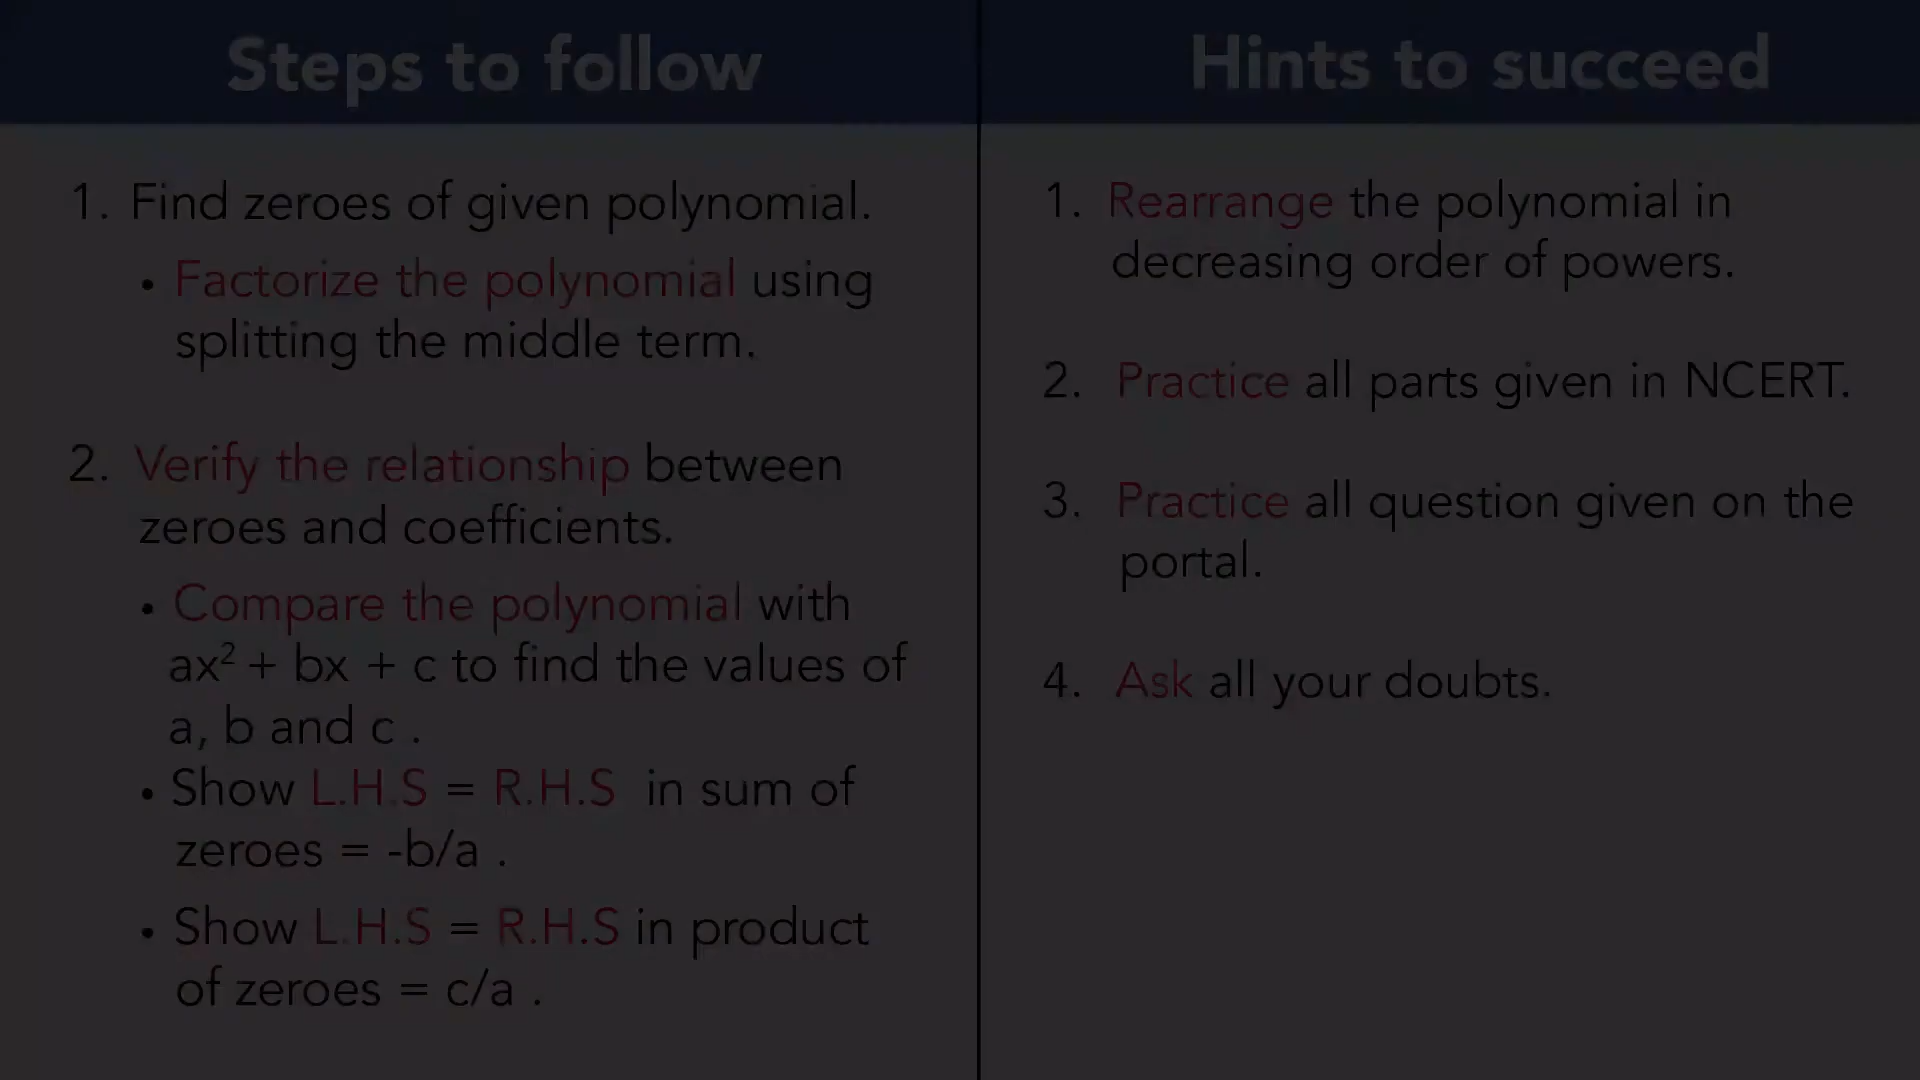 Steps to follow
1. Find zeroes of given polynomial.
• Factorize the polynomial using
splitting the middle term.
2. Verify the relationship between
zeroes and coefficients.
• Compare the polynomial with
ax² + bx + c to find the values of
a, b and c .
• Show L.H.S = R.H.S in sum of
zeroes = -b/a .
• Show L.H.S = R.H.S in product
of zeroes = c/a .
Hints to succeed
1. Rearrange the polynomial in
decreasing order of powers.
2. Practice all parts given in NCERT.
3. Practice all question given on the
portal.
4. Ask all your doubts.